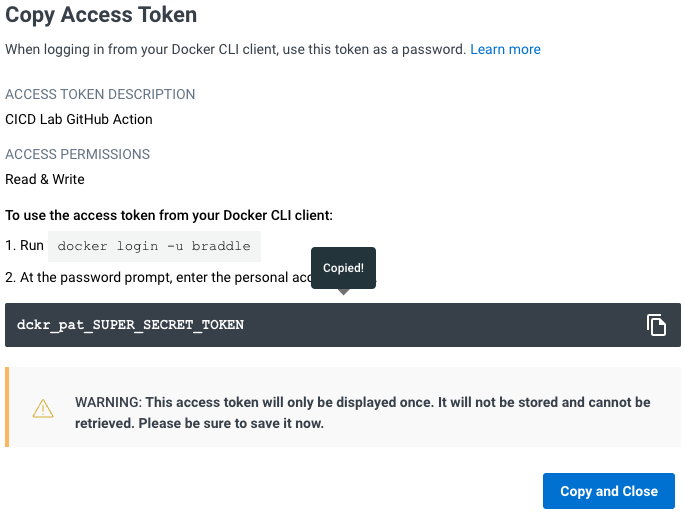 Copy Access Token
When logging in from your Docker CLI client, use this token as a password. Learn more
ACCESS TOKEN DESCRIPTION
CICD Lab GitHub Action
ACCESS PERMISSIONS
Read & Write
To use the access token from your Docker CLI client:
1. Run docker login -u braddle
Copied!
2. At the password prompt, enter the personal
dckr_pat_SUPER_SECRET_TOKEN
WARNING: This access token will only be displayed once. It will not be stored and cannot be
retrieved. Please be sure to save it now.
Copy and Close